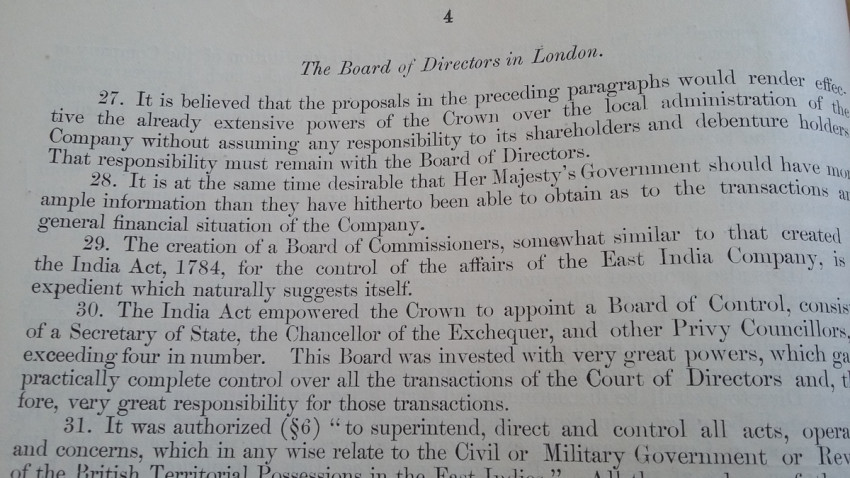 4
The Board of Directors in London.
27. It is believed that the proposals in the preceding paragraphs would render effec-
tive the already extensive powers of the Crown over the local administration of the
Company without assuming any responsibility to its shareholders and debenture holders
That responsibility must remain with the Board of Directors.
28. It is at the same time desirable that Her Majesty's Government should have
ample information than they have hitherto been able to obtain as to the transactions
general financial situation of the Company.
29. The creation of a Board of Commissioners, somewhat similar to that created
the India Act, 1784, for the control of the affairs of the East India Company, is
expedient which naturally suggests itself.
30. The India Act empowered the Crown to appoint a Board of Control,
of a Secretary of State, the Chancellor of the Exchequer, and other Privy Councillors,
exceeding four in number. This Board was invested with very great powers, which
practically complete control over all the transactions of the Court of Directors and,
fore, very great responsibility for those transactions.
31. It was authorized (§6) "to superintend, direct and control all acts,
and concerns, which in any wise relate to the Civil or Military Government or
of the British Territorial Possessions in the East